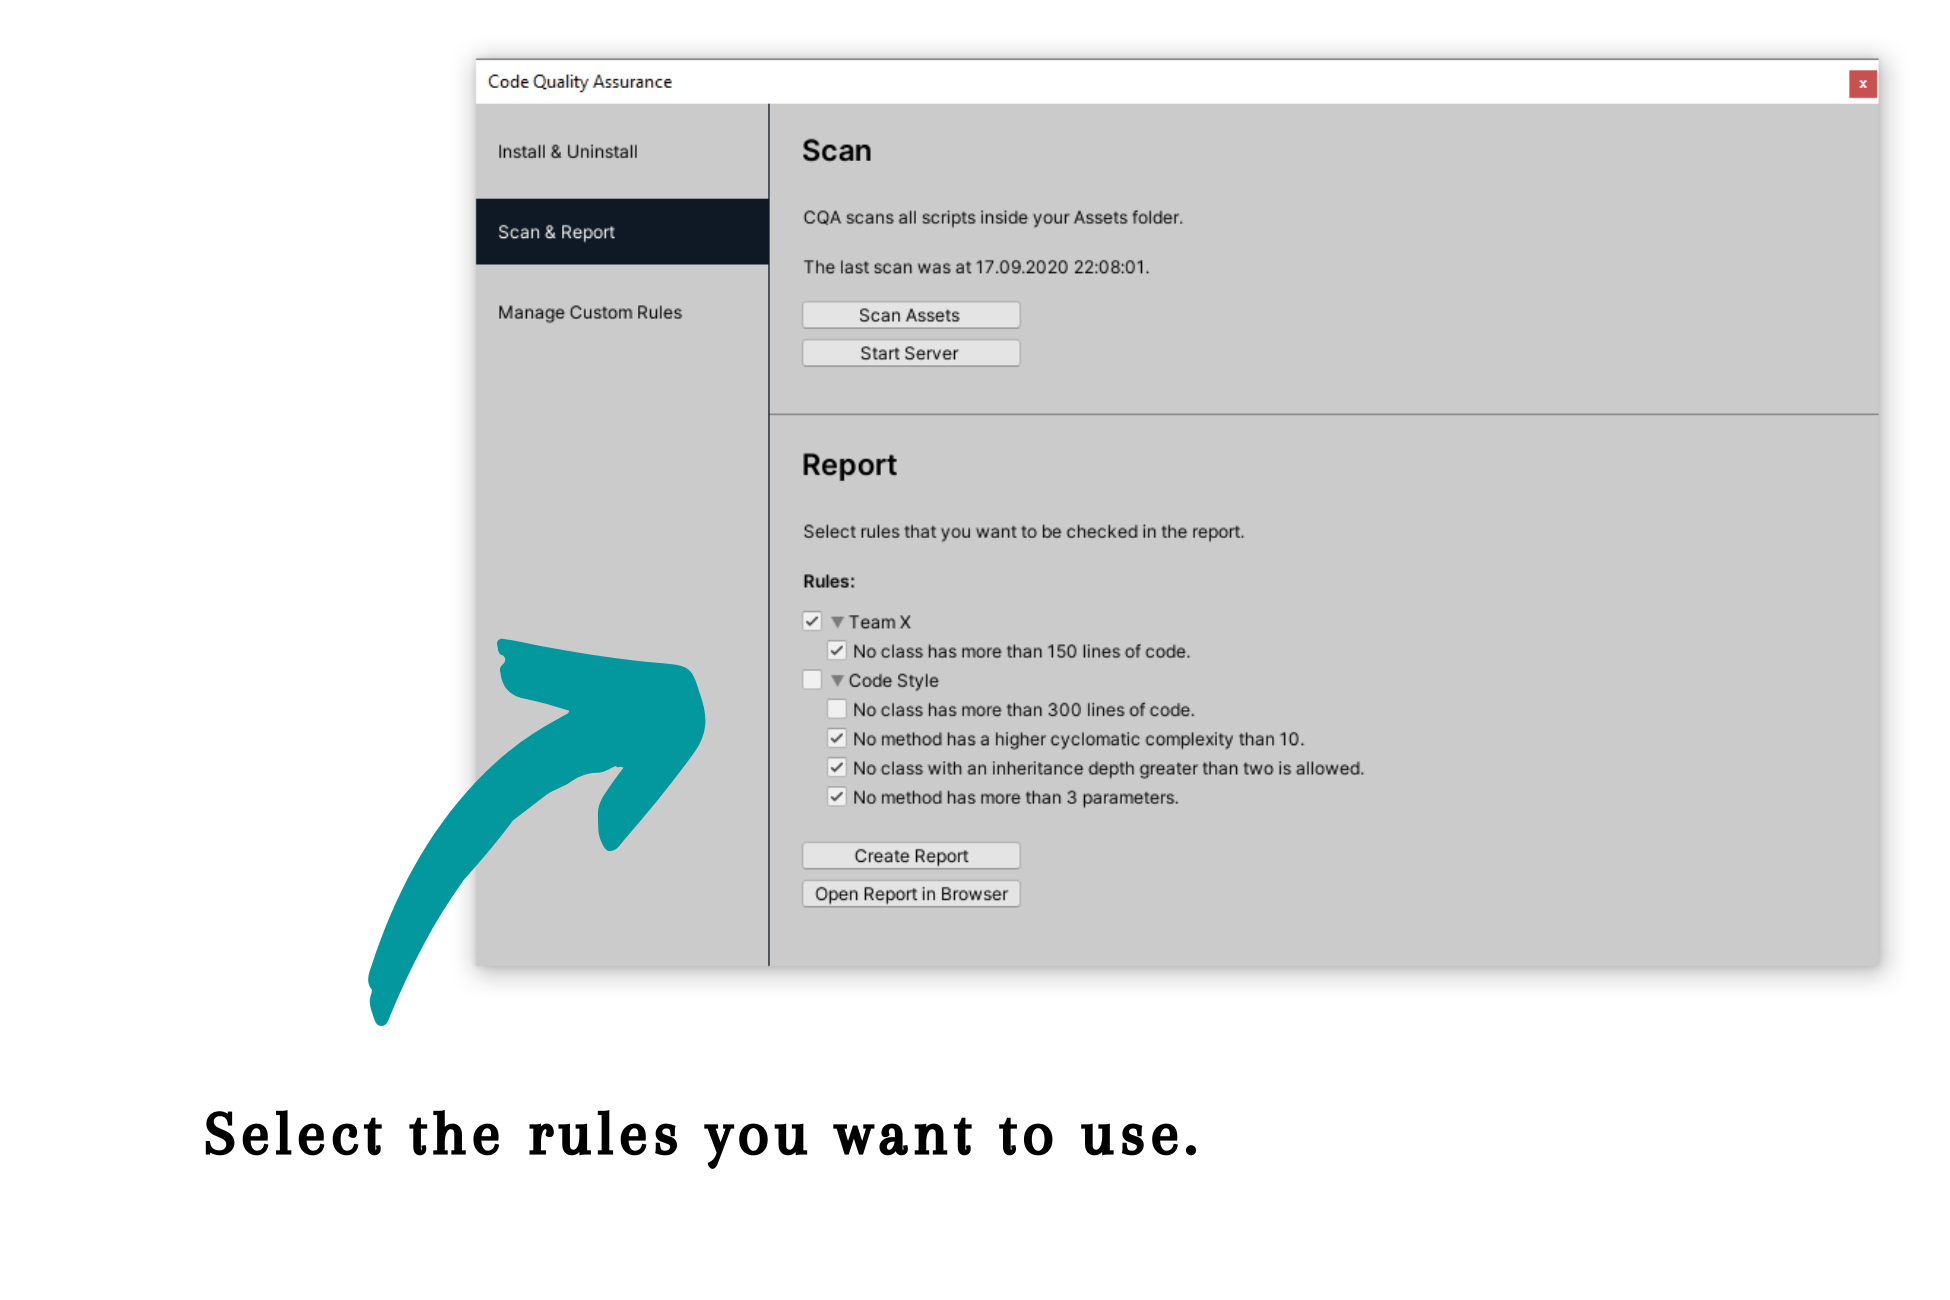 Code Quality Assurance
x
Install & Uninstall
Scan & Report
Manage Custom Rules
Scan
CQA scans all scripts inside your Assets folder.
The last scan was at 17.09.2020 22:08:01.
Scan Assets
Start Server
Report
Select rules that you want to be checked in the report.
Rules:
Team X
No class has more than 150 lines of code.
Code Style
No class has more than 300 lines of code.
No method has a higher cyclomatic complexity than 10.
No class with an inheritance depth greater than two is allowed.
No method has more than 3 parameters.
Create Report
Open Report in Browser
Select the rules you want to use.